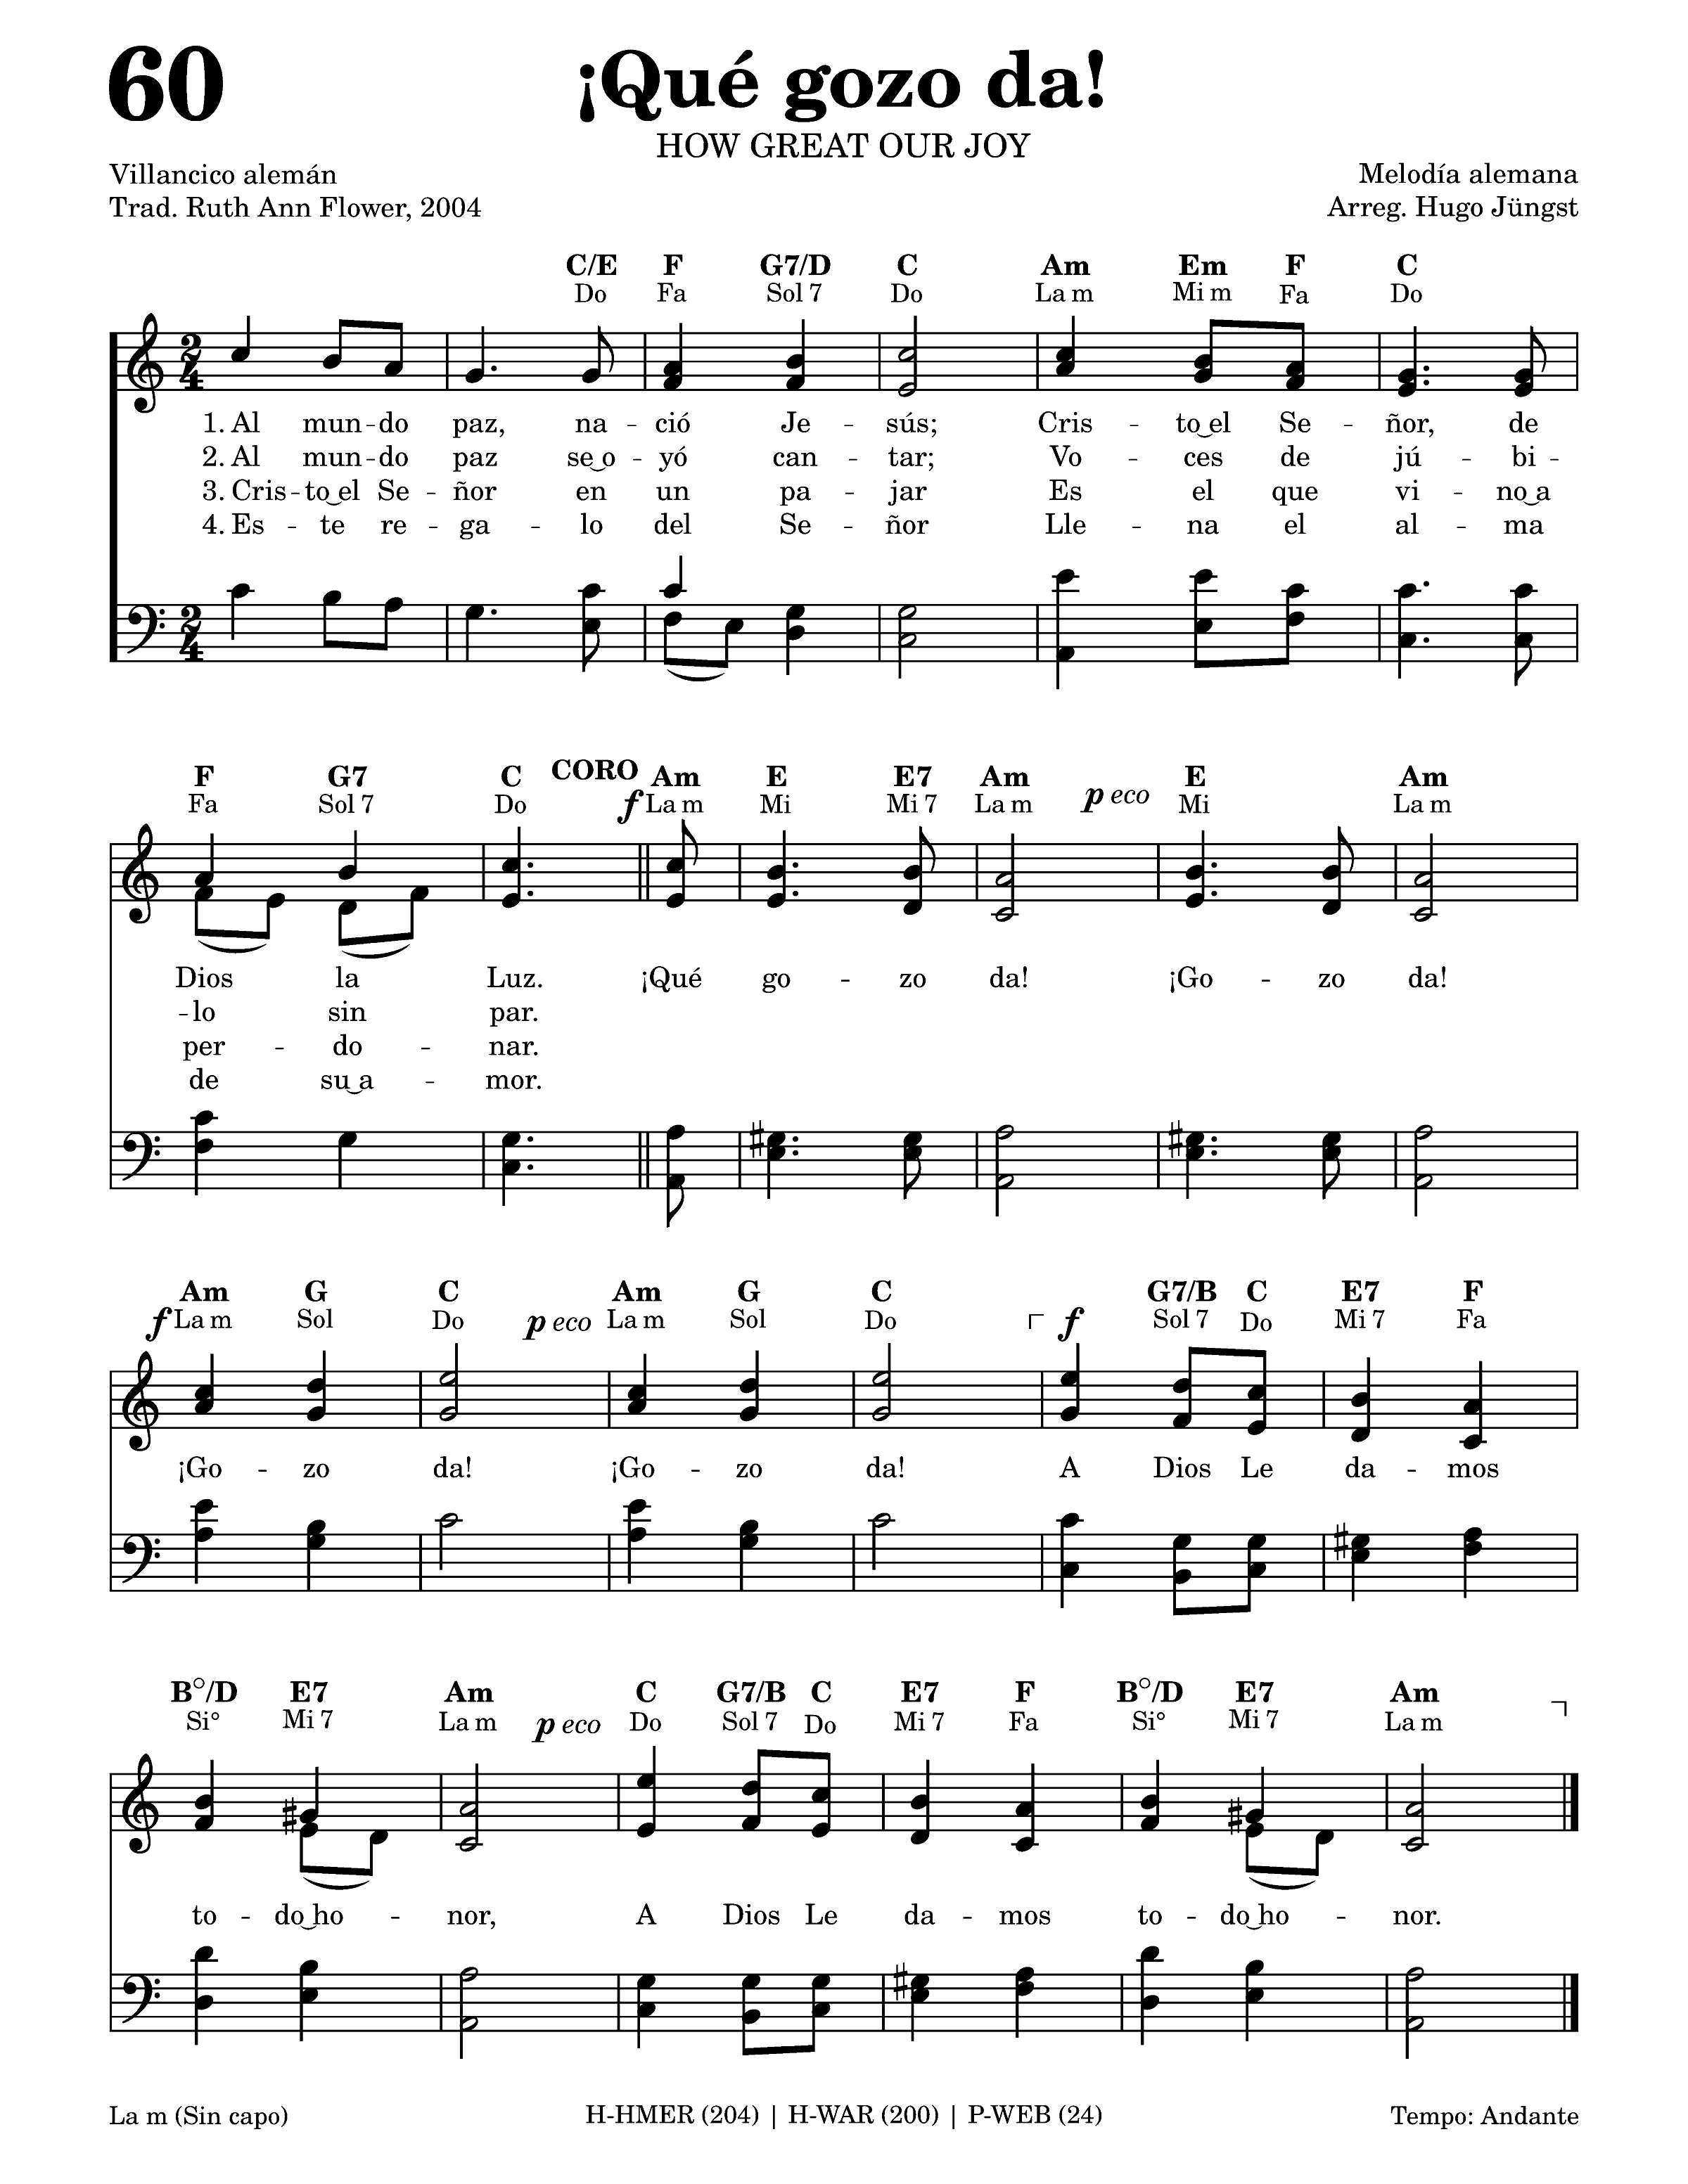 60
¡Qué gozo da!
HOW GREAT OUR JOY
Villancico alemán
Melodía alemana
Trad. Ruth Ann Flower, 2004
Arreg. Hugo Jüngst
C/E F G7/D C Am Em F C
Do Fa Sol 7 Do La m Mi m Fa Do
2 4
1. Al mun - do paz, na - ció Je - sús; Cris - to el Se - ñor, de
2. Al mun - do paz se o - yó can - tar; Vo - ces de jú - bi -
3. Cris - to el Se - ñor en un pa - jar Es el que vi - no a
4. Es - te re - ga - lo del Se - ñor Lle - na el al - ma
2 4
F G7 C CORO Am E E7 Am E Am
Fa Sol 7 Do f La m Mi Mi 7 La m p eco Mi La m
Dios la Luz. ¡Qué go - zo da! ¡Go - zo da!
- lo sin par.
per - do - nar.
de su a - mor.
Am G C Am G C G7/B C E7 F
f La m Sol Do p eco La m Sol Do f Sol 7 Do Mi 7 Fa
¡Go - zo da! ¡Go - zo da! A Dios Le da - mos
B○/D E7 Am C G7/B C E7 F B○/D E7 Am
Si° Mi 7 La m p eco Do Sol 7 Do Mi 7 Fa Si° Mi 7 La m
to - do ho - nor, A Dios Le da - mos to - do ho - nor.
La m (Sin capo) H-HMER (204) | H-WAR (200) | P-WEB (24) Tempo: Andante